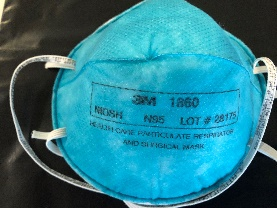 3M 1860
NIOSH N95 LOT # 28175
HEALTH CARE PARTICULATE RESPIRATOR
AND SURGICAL MASK